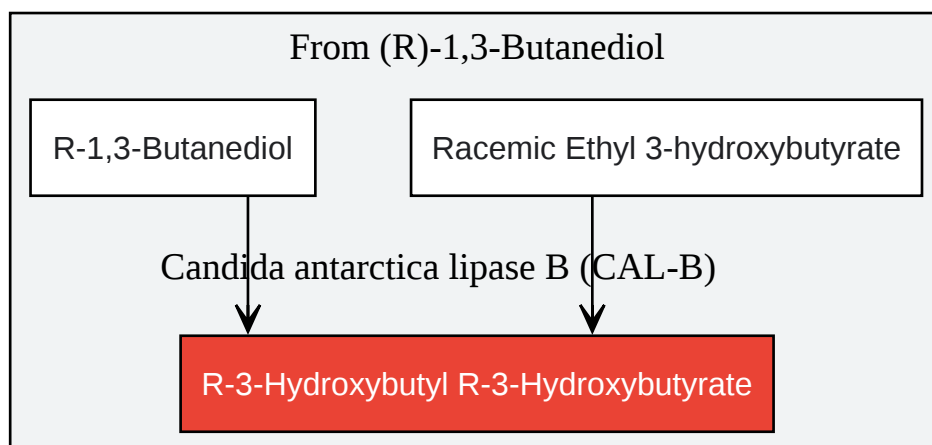 From (R)-1,3-Butanediol
R-1,3-Butanediol
Racemic Ethyl 3-hydroxybutyrate
Candida antarctica lipase B (CAL-B)
R-3-Hydroxybutyl R-3-Hydroxybutyrate